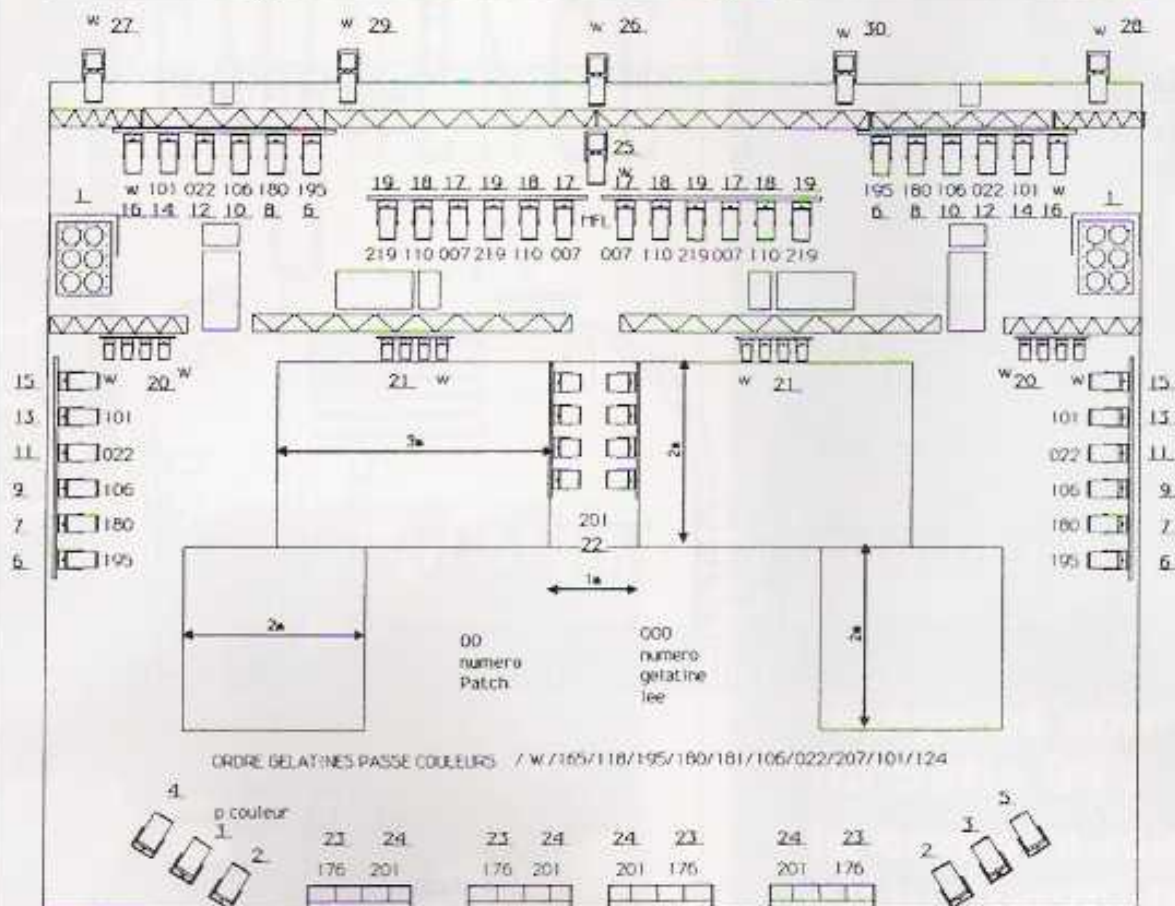 w 27 w 29 w 26 w 30 w 28
25
w
w 101 022 106 180 195
16 14 12 10 8 6
19 18 17 19 18 17 17 18 19 17 18 19
195 180 106 022 101 w
6 8 10 12 14 16
1
MFL
1
219 110 007 219 110 007 007 110 219 007 110 219
15 w 20 w 21 w w 21 w 20 w 15
13 101 101 13
11 022 022 11
9 106 106 9
7 180 180 7
6 195 195 6
3m
2m
201
22
1m
2m
2m
00
numero
Patch
000
numero
gelatine
lee
ORDRE GELATINES PASSE COULEURS / W/165/118/195/180/181/106/022/207/101/124
4 p couleur 5
3 2 23 24 23 24 24 23 24 23 2 3
176 201 176 201 201 176 201 176